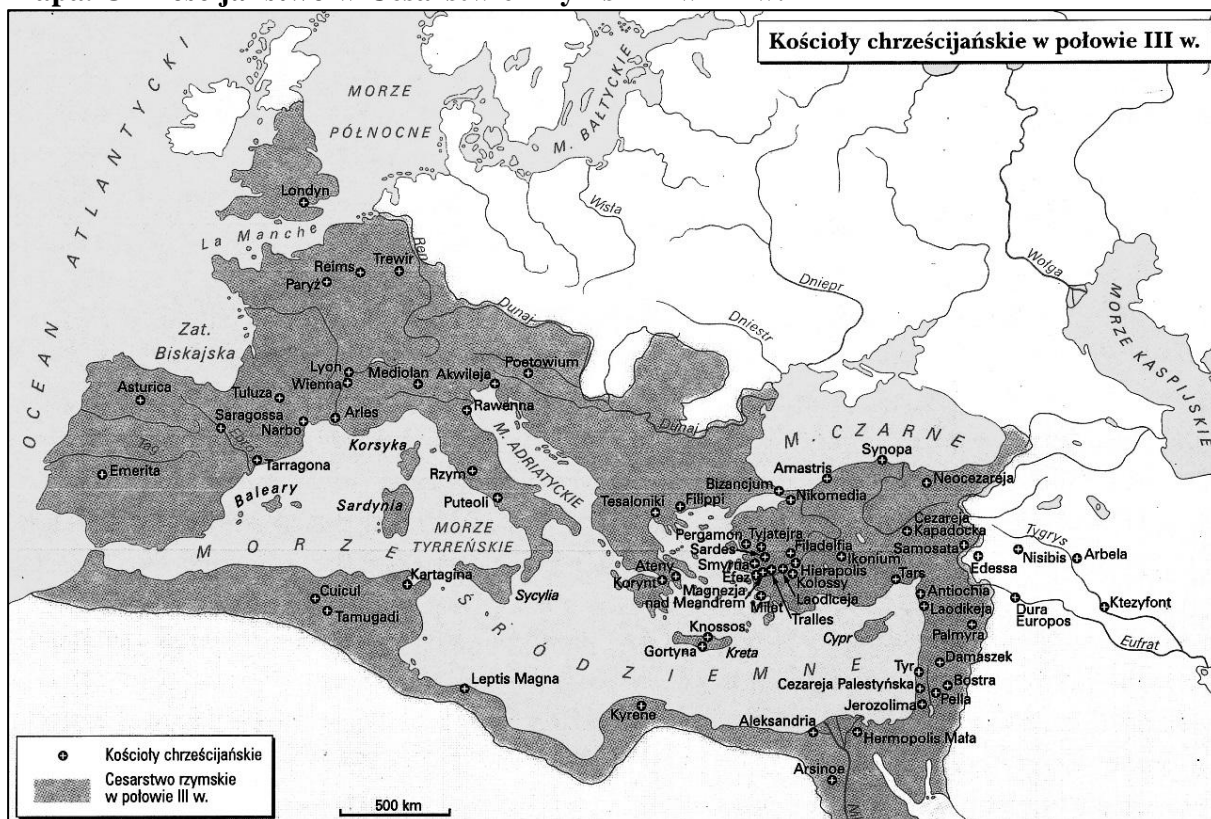 Kościoły chrześcijańskie w połowie III w.
OCEAN ATLANTYCKI
MORZE
PÓŁNOCNE
M. BAŁTYCKIE
Londyn
La Manche
Ren
Wisła
Wołga
Dniepr
Dniestr
Dunaj
MORZE KASPIJSKIE
Reims
Trewir
Paryż
Zat.
Biskajska
Lyon
Wienna
Mediolan
Akwileja
Poetowium
Asturica
Tuluza
Saragossa
Narbo
Arles
Rawenna
Dunaj
Ebro
Tag
Korsyka
M. ADRIATYCKIE
M. CZARNE
Synopa
Emerita
Tarragona
Rzym
Amastris
Baleary
Sardynia
Puteoli
Bizancjum
Nikomedia
Neocezareja
Tesaloniki
Filippi
MORZE
TYRREŃSKIE
Cezareja
Kapadocka
Pergamon
Tyjatejra
Sardes
Filadelfia
Ikonium
Samosata
Tygrys
Nisibis
Arbela
Edessa
Smyrna
Efez
Hierapolis
Kolossy
Tars
Ateny
Korynt
Magnezja
nad Meandrem
Laodiceja
Milet
Tralles
Antiochia
Laodikeja
Dura
Europos
Ktezyfont
Eufrat
Cuicul
Kartagina
Tamugadi
Sycylia
MORZE ŚRÓDZIEMNE
Knossos
Gortyna
Kreta
Cypr
Palmyra
Damaszek
Tyr
Cezareja Palestyńska
Bostra
Pella
Jerozolima
Leptis Magna
Kyrene
Aleksandria
Hermopolis Mała
Arsinoe
Kościoły chrześcijańskie
Cesarstwo rzymskie
w połowie III w.
500 km